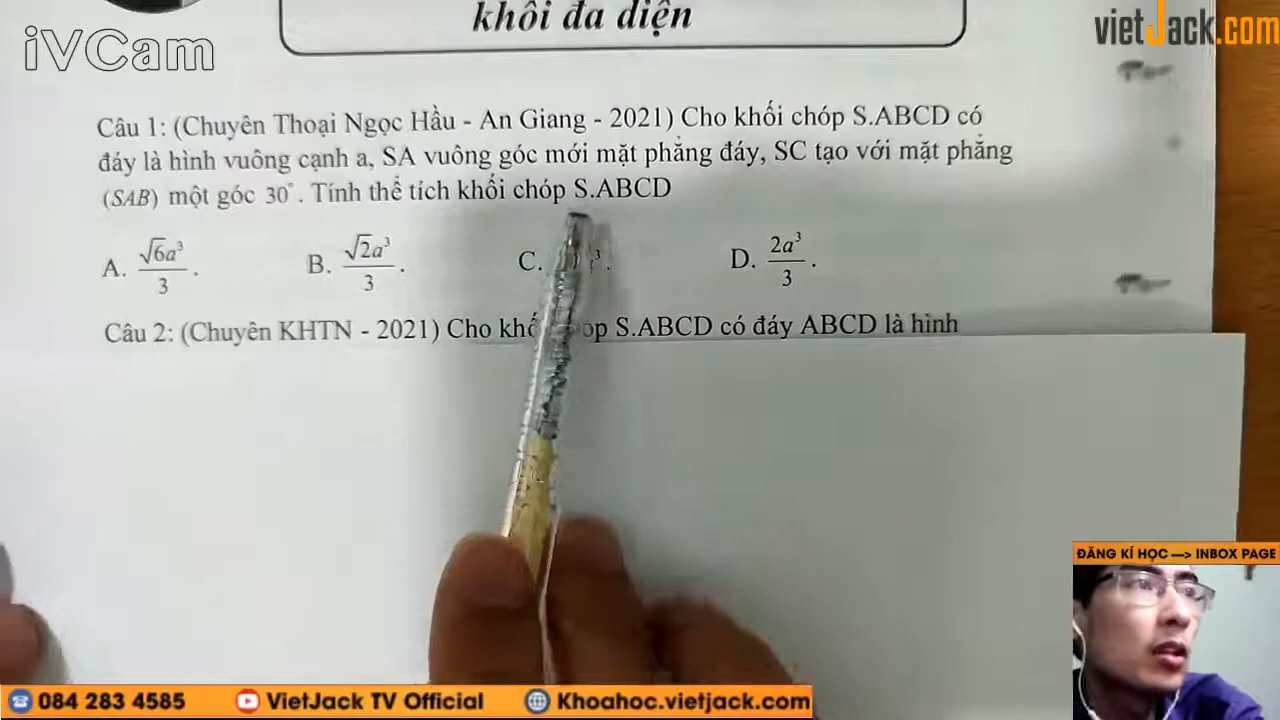 iVCam
khối đa diện
vietJack.com
Câu 1: (Chuyên Thoại Ngọc Hầu - An Giang - 2021) Cho khối chóp S.ABCD có
đáy là hình vuông cạnh a, SA vuông góc mới mặt phẳng đáy, SC tạo với mặt phẳng
(SAB) một góc 30°. Tính thể tích khối chóp S.ABCD
A. √6a³/3. B. √2a³/3. C. ³. D. 2a³/3.
Câu 2: (Chuyên KHTN - 2021) Cho S.ABCD có đáy ABCD là hình
ĐĂNG KÍ HỌC —> INBOX PAGE
084 283 4585 VietJack TV Official Khoahoc.vietjack.com